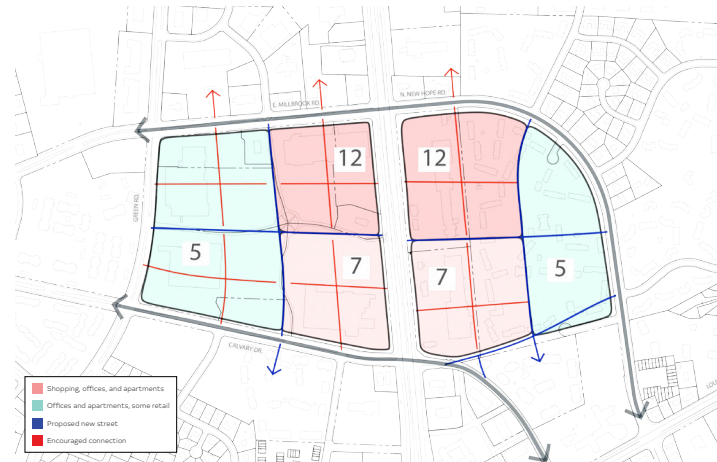 N. NEW HOPE RD.
E. MILLBROOK RD.
12
12
GREEN RD.
5
7
7
5
CALVARY DR.
LOU
Shopping, offices, and apartments
Offices and apartments, some retail
Proposed new street
Encouraged connection